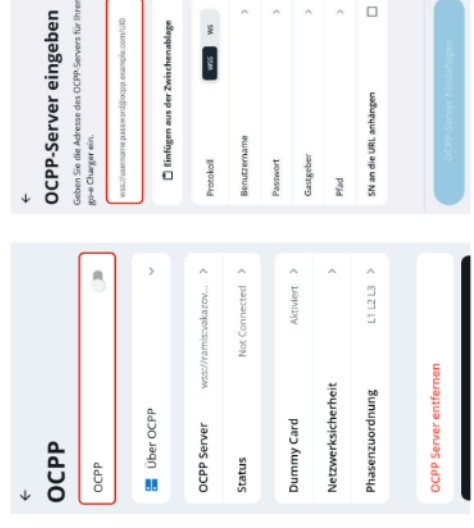 ←
OCPP
OCPP
Über OCPP
OCPP Server wss://ramis:vakazov...
Status Not Connected
Dummy Card Aktiviert
Netzwerksicherheit
Phasenzuordnung L1 L2 L3
OCPP Server entfernen
←
OCPP-Server eingeben
Geben Sie die Adresse des OCPP-Servers für Ihren
go-e Charger ein.
wss://username:password@ocpp.example.com/UID
Einfügen aus der Zwischenablage
Protokoll wss ws
Benutzername
Passwort
Gastgeber
Pfad
SN an die URL anhängen
OCPP-Server hinzufügen